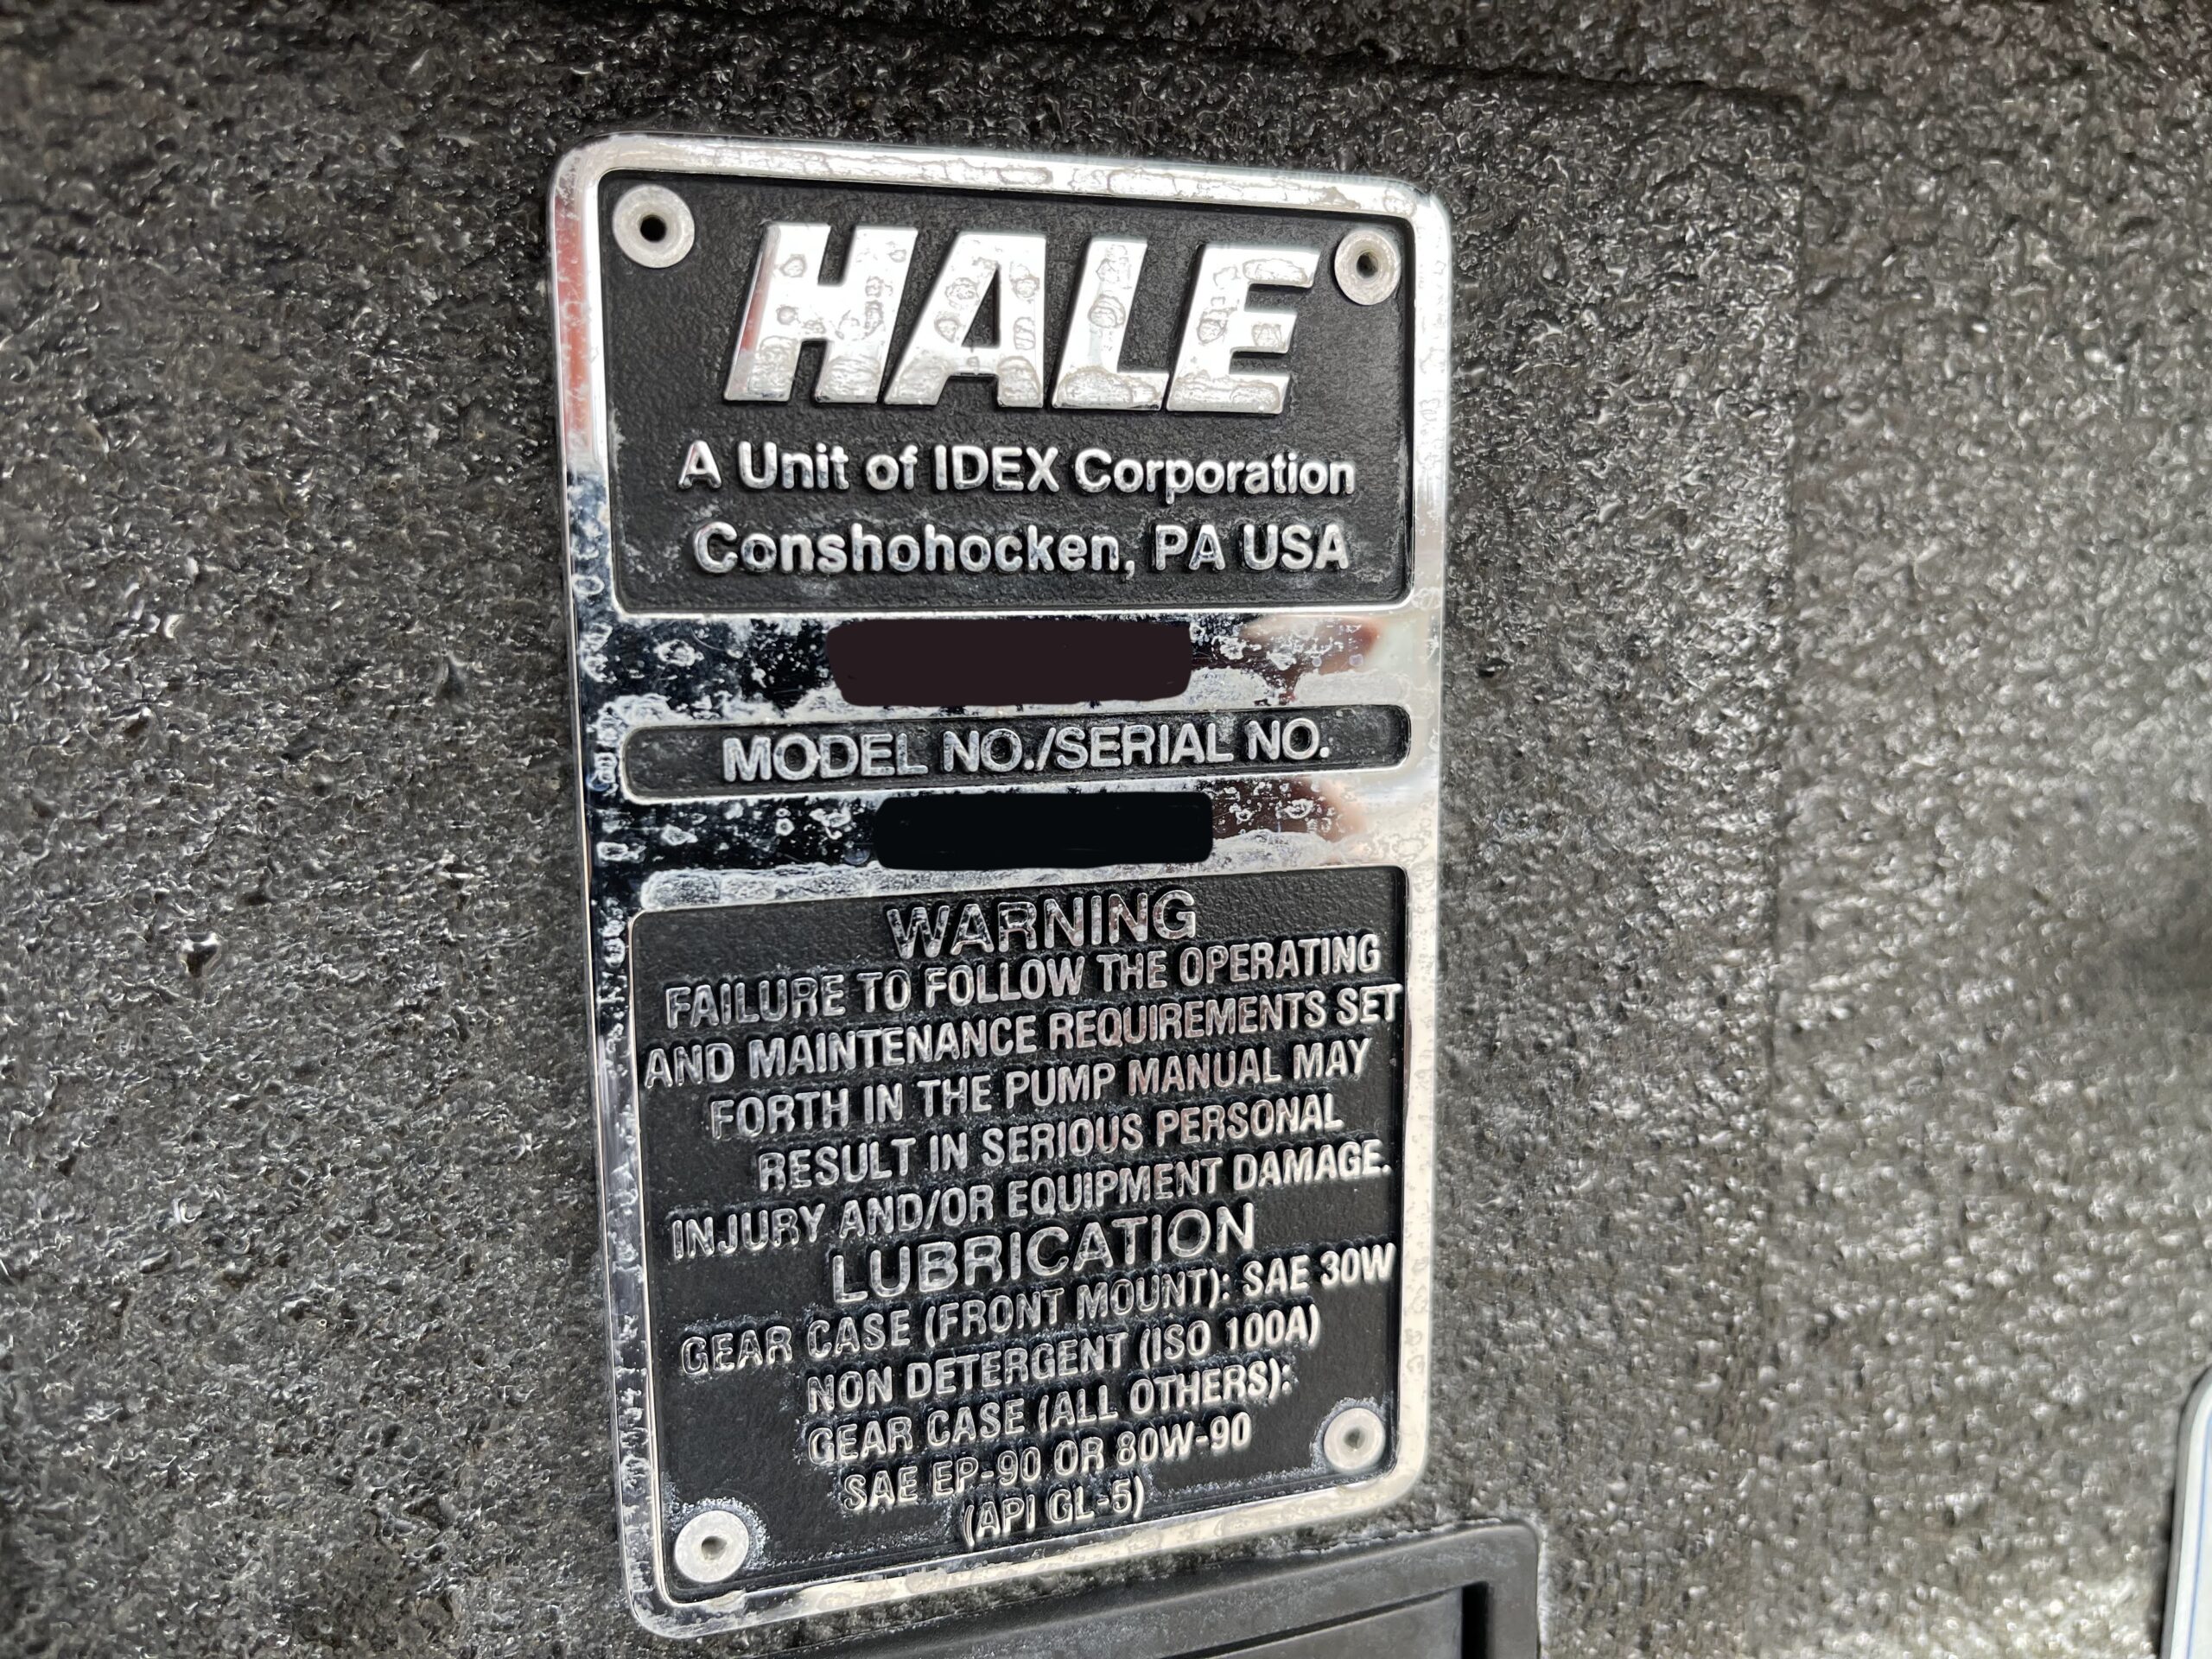 HALE
A Unit of IDEX Corporation
Conshohocken, PA USA
MODEL NO./SERIAL NO.
WARNING
FAILURE TO FOLLOW THE OPERATING
AND MAINTENANCE REQUIREMENTS SET
FORTH IN THE PUMP MANUAL MAY
RESULT IN SERIOUS PERSONAL
INJURY AND/OR EQUIPMENT DAMAGE.
LUBRICATION
GEAR CASE (FRONT MOUNT): SAE 30W
NON DETERGENT (ISO 100A)
GEAR CASE (ALL OTHERS):
SAE EP-90 OR 80W-90
(API GL-5)